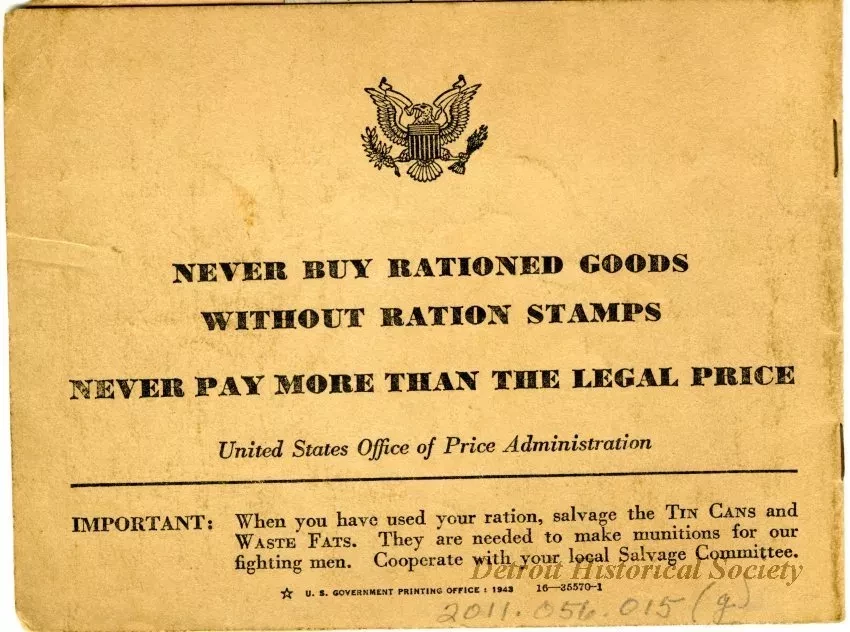 NEVER BUY RATIONED GOODS
WITHOUT RATION STAMPS
NEVER PAY MORE THAN THE LEGAL PRICE
United States Office of Price Administration
IMPORTANT: When you have used your ration, salvage the TIN CANS and
WASTE FATS. They are needed to make munitions for our
fighting men. Cooperate with your local Salvage Committee.
Detroit Historical Society
☆ U. S. GOVERNMENT PRINTING OFFICE : 1943 16—35570-1
2011.056.015 (g)